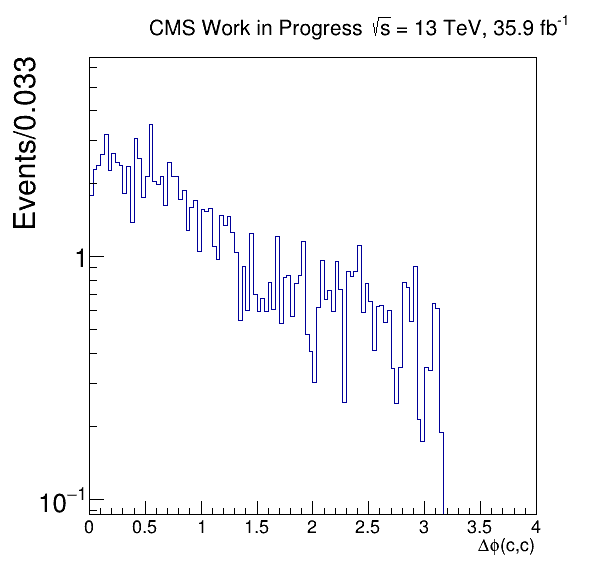 CMS Work in Progress √s = 13 TeV, 35.9 fb⁻¹
Events/0.033
1
10⁻¹
0 0.5 1 1.5 2 2.5 3 3.5 4
Δϕ(c,c)